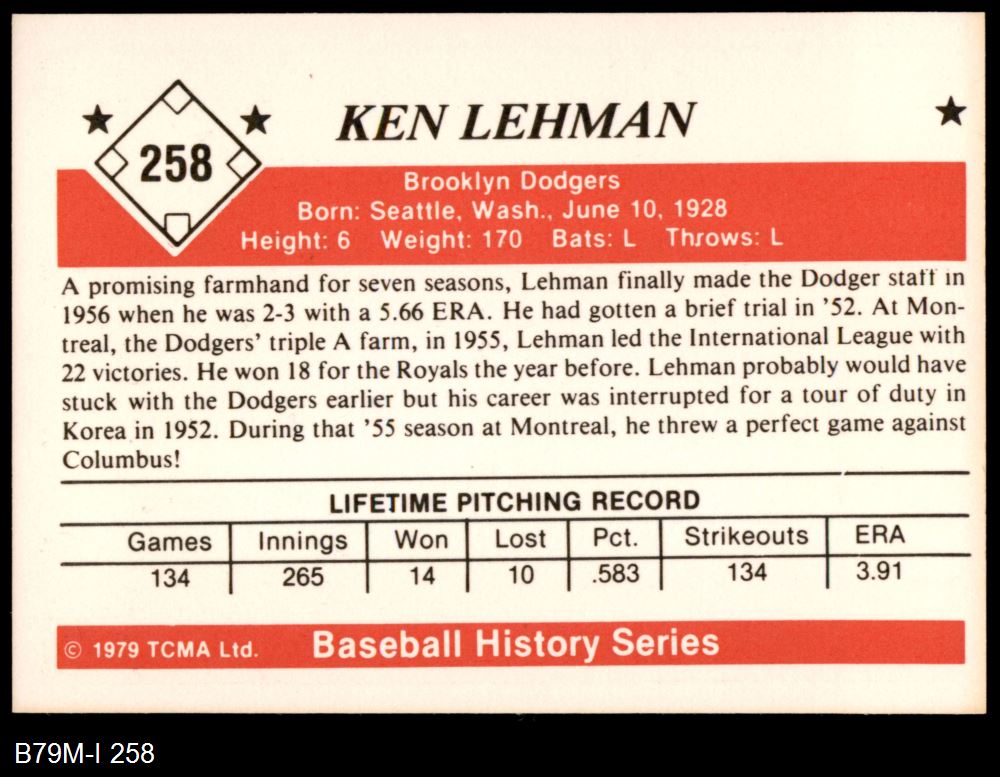 KEN LEHMAN
258
Brooklyn Dodgers
Born: Seattle, Wash., June 10, 1928
Height: 6 Weight: 170 Bats: L Throws: L
A promising farmhand for seven seasons, Lehman finally made the Dodger staff in
1956 when he was 2-3 with a 5.66 ERA. He had gotten a brief trial in '52. At Mon-
treal, the Dodgers' triple A farm, in 1955, Lehman led the International League with
22 victories. He won 18 for the Royals the year before. Lehman probably would have
stuck with the Dodgers earlier but his career was interrupted for a tour of duty in
Korea in 1952. During that '55 season at Montreal, he threw a perfect game against
Columbus!
LIFETIME PITCHING RECORD
Games Innings Won Lost Pct. Strikeouts ERA
134 265 14 10 .583 134 3.91
© 1979 TCMA Ltd. Baseball History Series
B79M-I 258